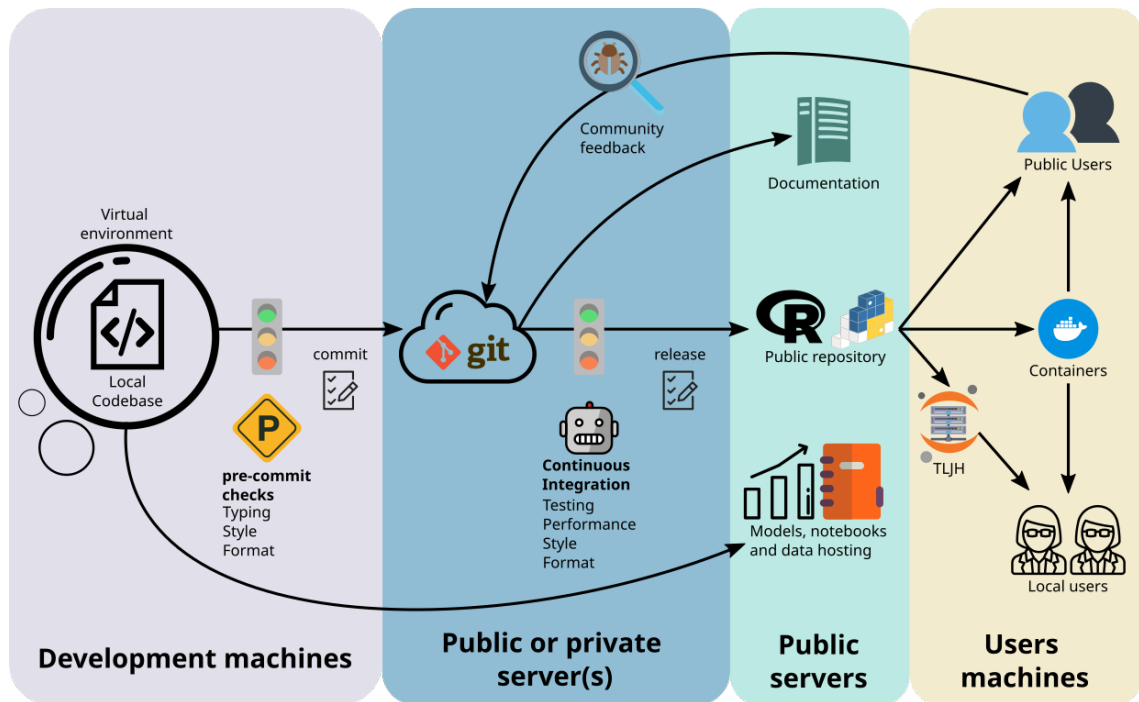 Community
feedback
Documentation
Public Users
Virtual
environment
</>
Local
Codebase
commit
git
release
R
Public repository
Containers
P
pre-commit
checks
Typing
Style
Format
Continuous
Integration
Testing
Performance
Style
Format
TLJH
Models, notebooks
and data hosting
Local users
Development machines
Public or private
server(s)
Public
servers
Users
machines